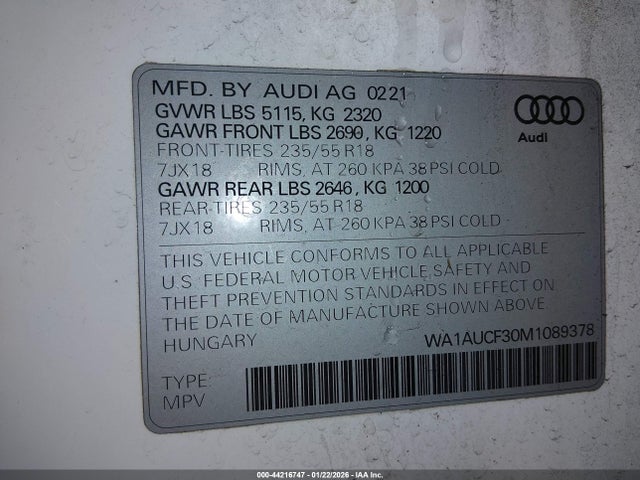 MFD. BY AUDI AG 0221
GVWR LBS 5115, KG 2320
GAWR FRONT LBS 2690, KG 1220
FRONT-TIRES 235/55 R18
7JX18 RIMS, AT 260 KPA 38 PSI COLD
GAWR REAR LBS 2646, KG 1200
REAR-TIRES 235/55 R18
7JX18 RIMS, AT 260 KPA 38 PSI COLD
Audi
THIS VEHICLE CONFORMS TO ALL APPLICABLE
U.S FEDERAL MOTOR VEHICLE SAFETY AND
THEFT PREVENTION STANDARDS IN EFFECT ON
THE DATE OF MANUFACTURE SHOWN ABOVE.
HUNGARY WA1AUCF30M1089378
TYPE:
MPV
000-44216747 - 01/22/2026 - IAA Inc.